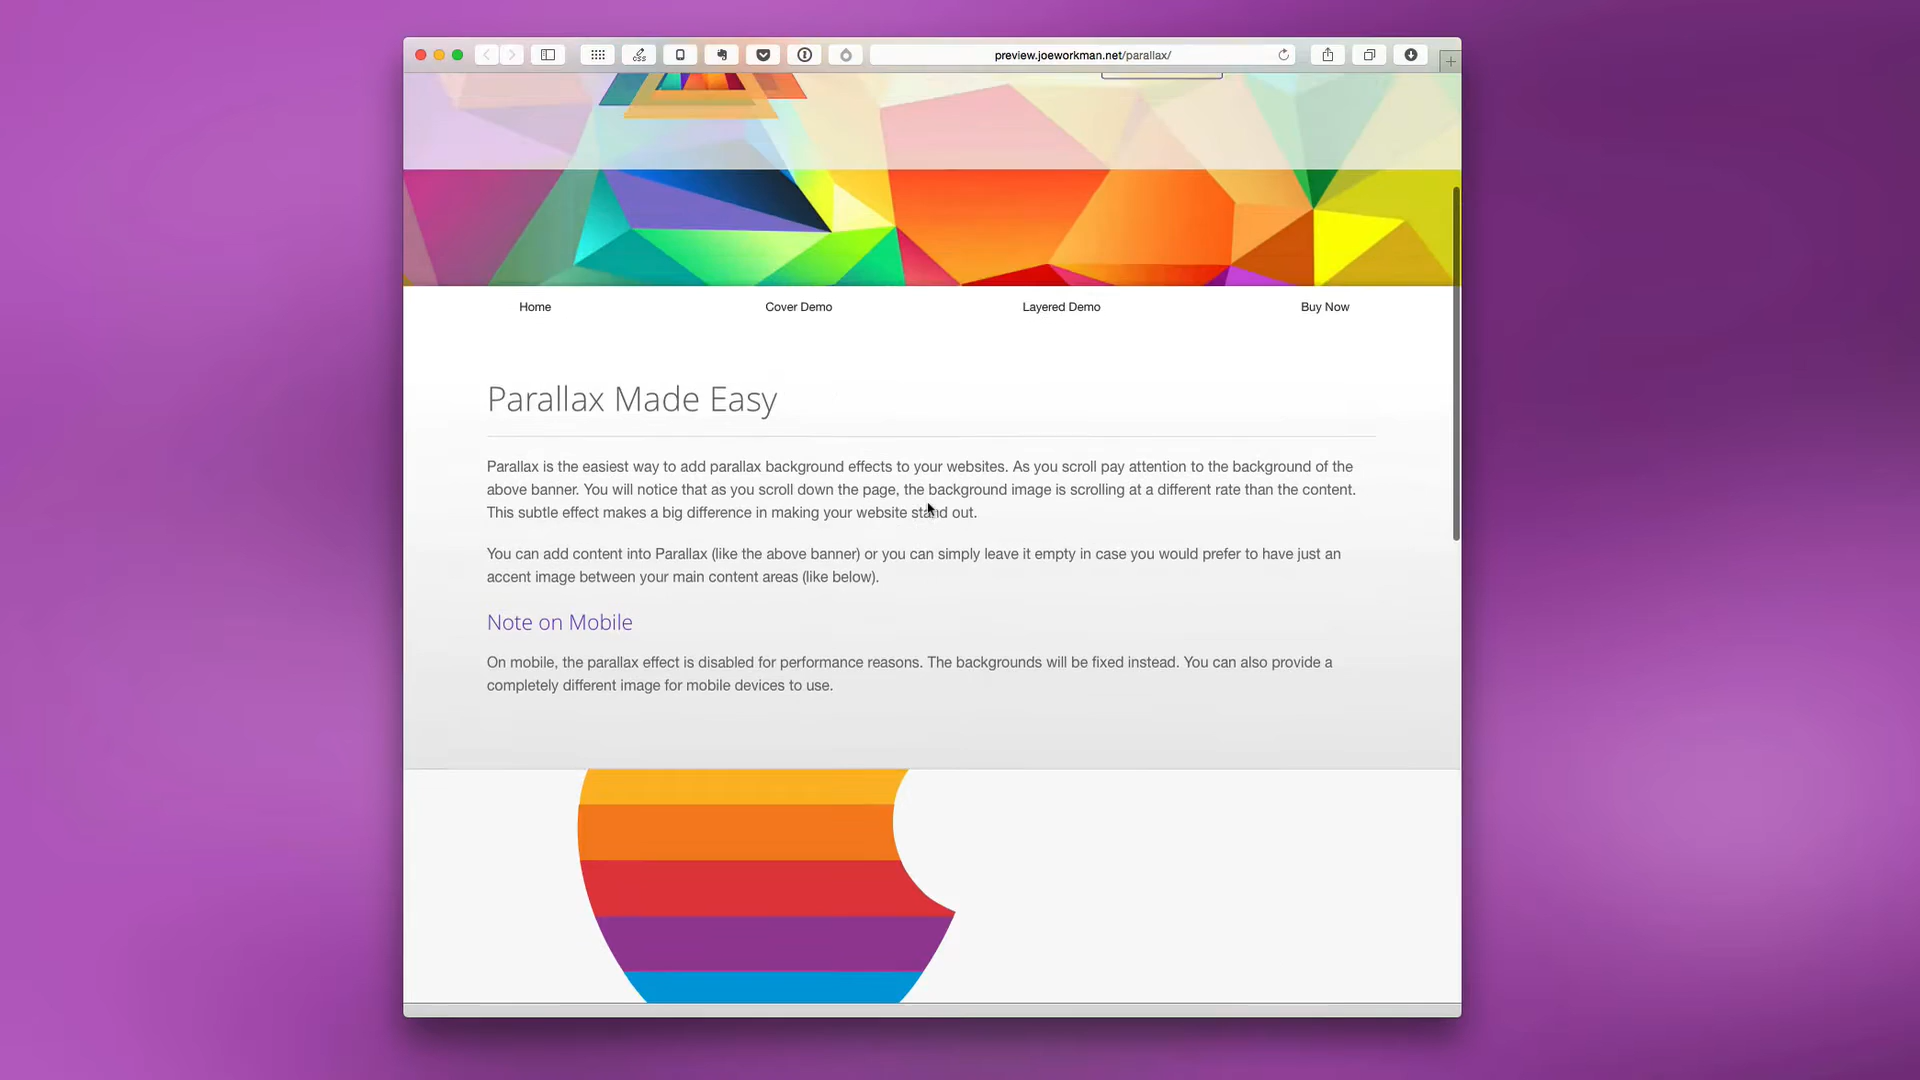 preview.joeworkman.net/parallax/
css
Home
Cover Demo
Layered Demo
Buy Now
Parallax Made Easy
Parallax is the easiest way to add parallax background effects to your websites. As you scroll pay attention to the background of the
above banner. You will notice that as you scroll down the page, the background image is scrolling at a different rate than the content.
This subtle effect makes a big difference in making your website stand out.
You can add content into Parallax (like the above banner) or you can simply leave it empty in case you would prefer to have just an
accent image between your main content areas (like below).
Note on Mobile
On mobile, the parallax effect is disabled for performance reasons. The backgrounds will be fixed instead. You can also provide a
completely different image for mobile devices to use.